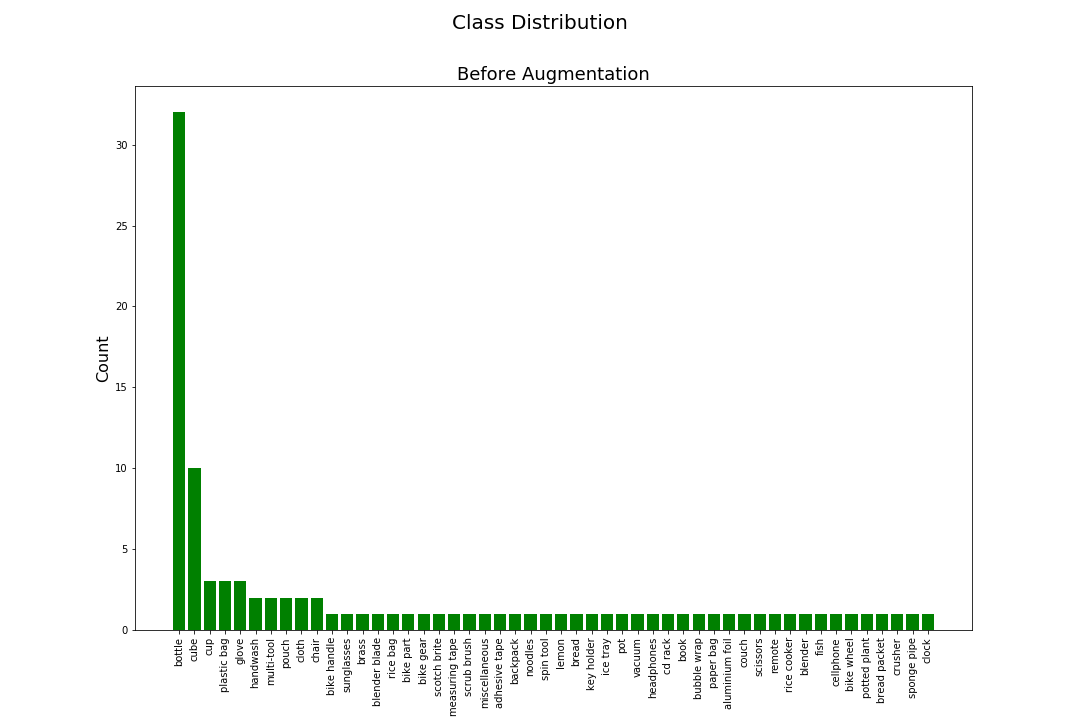 Class Distribution
Before Augmentation
Count
30
25
20
15
10
5
0
bottle
cube
cup
plastic bag
glove
handwash
multi-tool
pouch
cloth
chair
bike handle
sunglasses
brass
blender blade
rice bag
bike part
bike gear
scotch brite
measuring tape
scrub brush
miscellaneous
adhesive tape
backpack
noodles
spin tool
lemon
bread
key holder
ice tray
pot
vacuum
headphones
cd rack
book
bubble wrap
paper bag
aluminium foil
couch
scissors
remote
rice cooker
blender
fish
cellphone
bike wheel
potted plant
bread packet
crusher
sponge pipe
clock